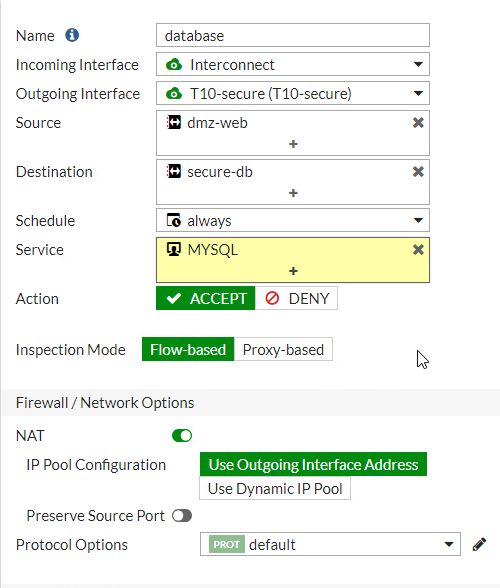 Name database
Incoming Interface Interconnect
Outgoing Interface T10-secure (T10-secure)
Source dmz-web
+
Destination secure-db
+
Schedule always
Service MYSQL
+
Action ACCEPT DENY
Inspection Mode Flow-based Proxy-based
Firewall / Network Options
NAT
IP Pool Configuration Use Outgoing Interface Address
Use Dynamic IP Pool
Preserve Source Port
Protocol Options PROT default